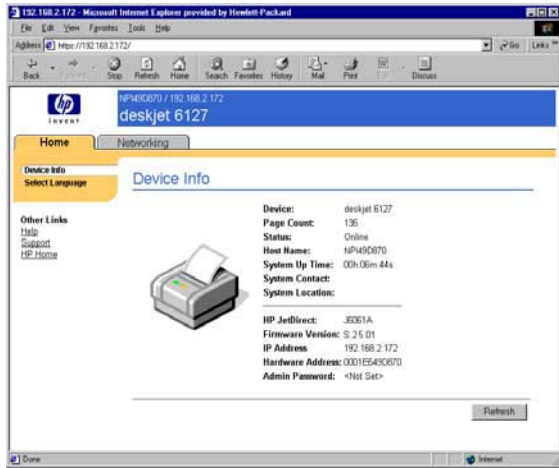 192.168.2.172 - Microsoft Internet Explorer provided by Hewlett-Packard
File Edit View Favorites Tools Help
Address https://192.168.2.172/ Go Links »
Back Forward Stop Refresh Home Search Favorites History Mail Print Edit Discuss
hp
invent
NPI49D870 / 192.168.2.172
deskjet 6127
Home Networking
Device Info
Select Language
Other Links
Help
Support
HP Home
Device Info
Device: deskjet 6127
Page Count: 136
Status: Online
Host Name: NPI49D870
System Up Time: 00h:06m 44s
System Contact:
System Location:
HP JetDirect: J6061A
Firmware Version: S.25.01
IP Address 192.168.2.172
Hardware Address: 0001E649D870
Admin Password: <Not Set>
Refresh
Done Internet